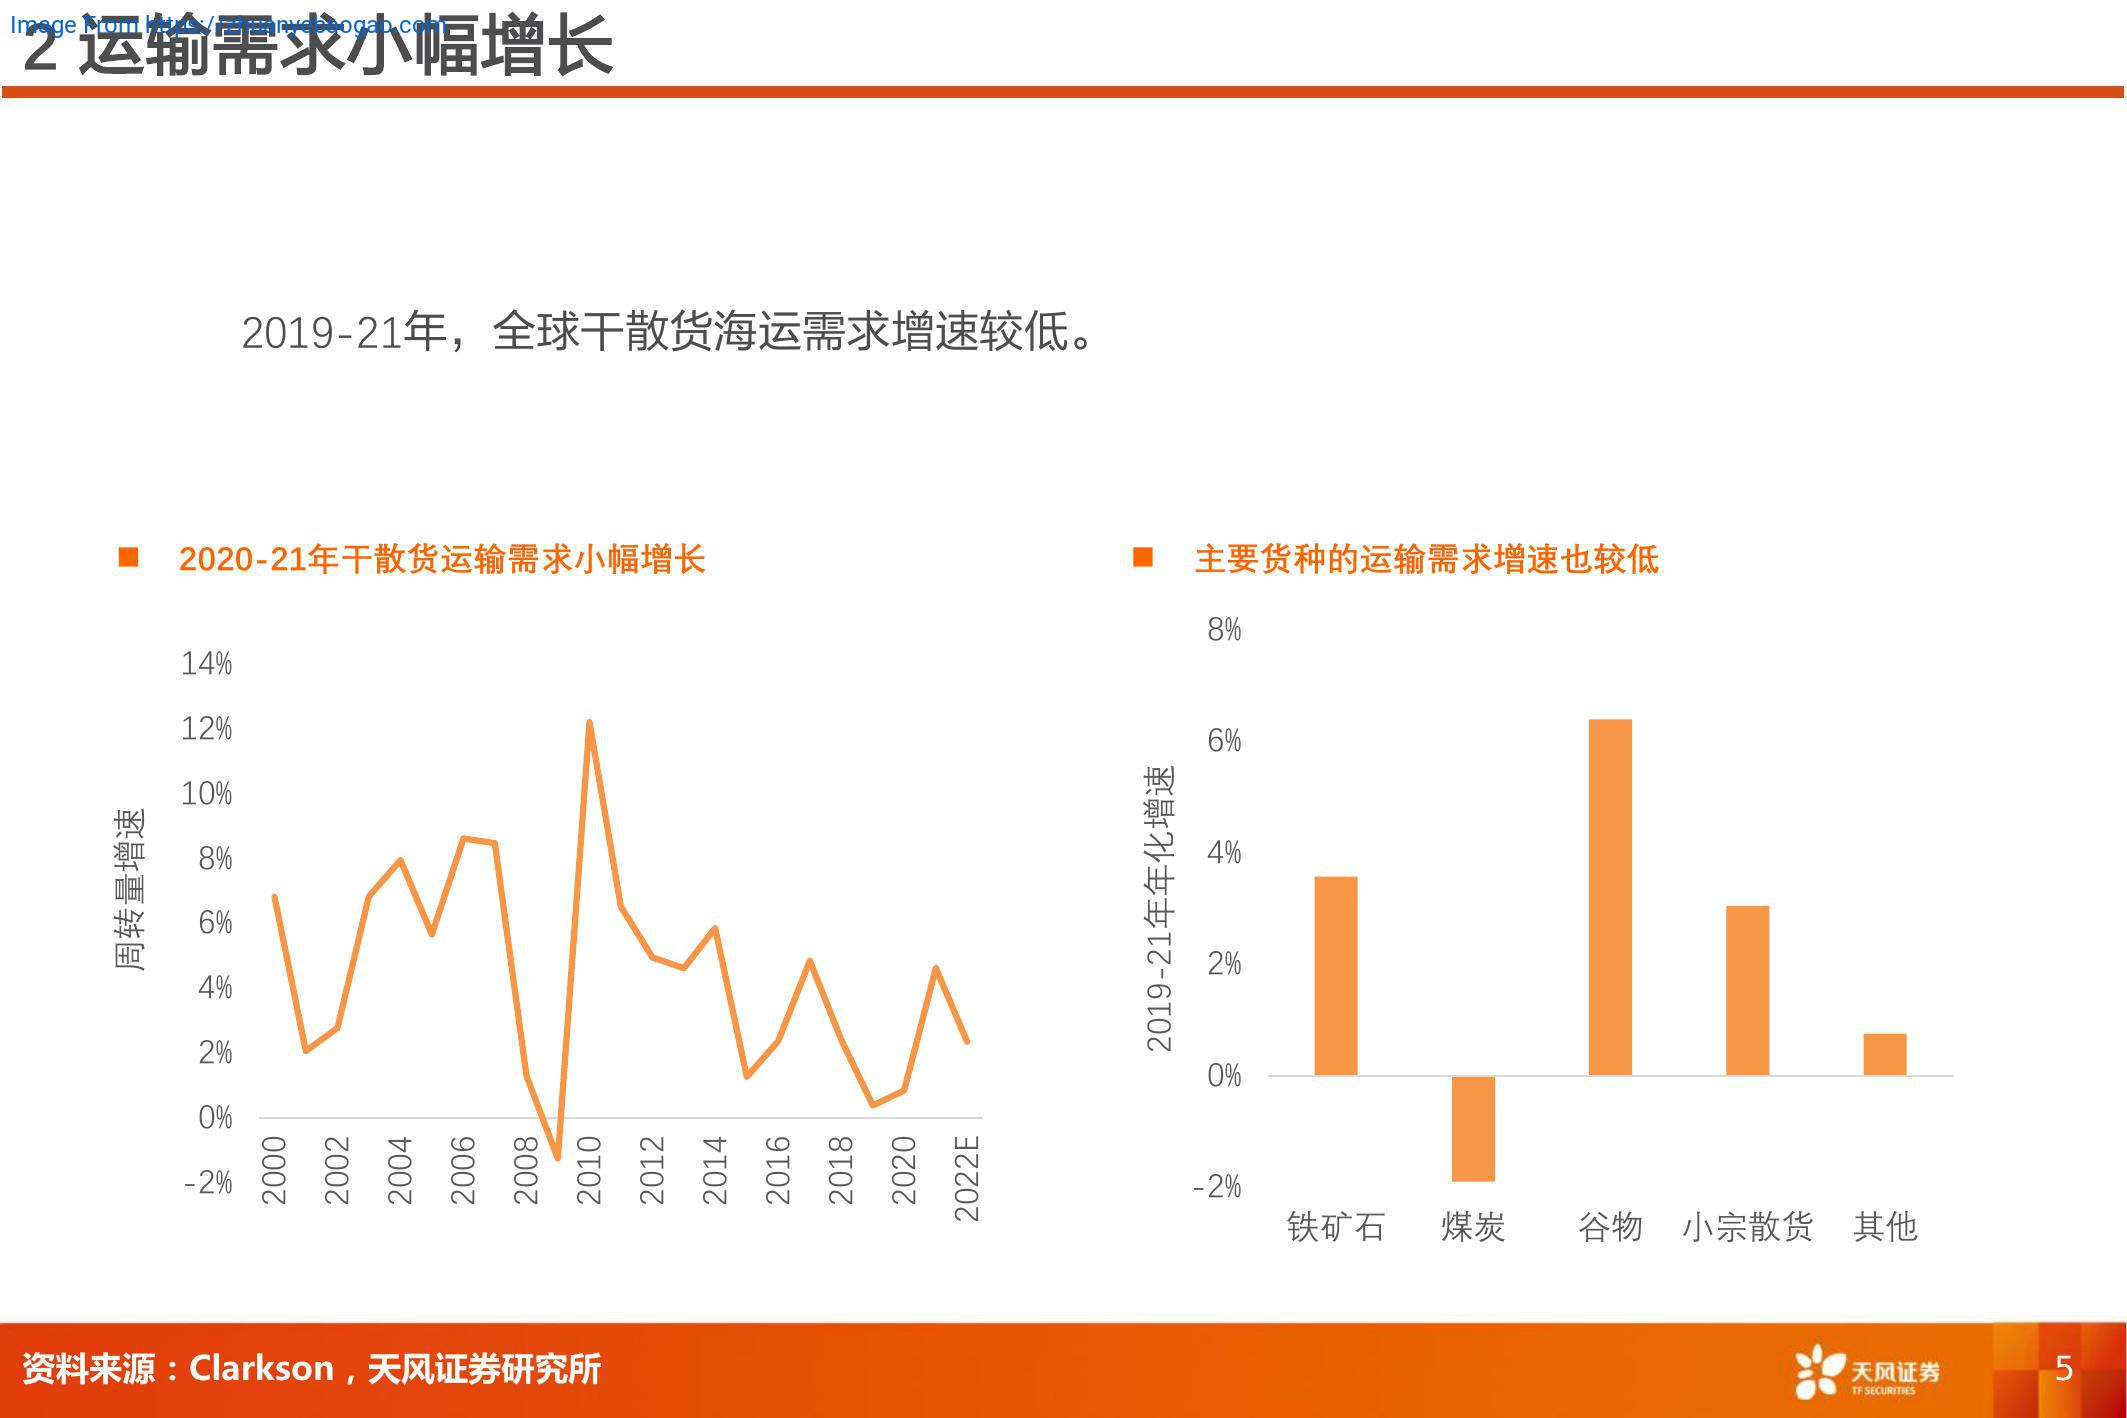 Image From https://zhuanyebaogao.com
2 运输需求小幅增长
2019-21年，全球干散货海运需求增速较低。
■ 2020-21年干散货运输需求小幅增长
周转量增速
14%
12%
10%
8%
6%
4%
2%
0%
-2%
2000 2002 2004 2006 2008 2010 2012 2014 2016 2018 2020 2022E
■ 主要货种的运输需求增速也较低
2019-21年年化增速
8%
6%
4%
2%
0%
-2%
铁矿石 煤炭 谷物 小宗散货 其他
资料来源：Clarkson，天风证券研究所
天风证券
TF SECURITIES
5